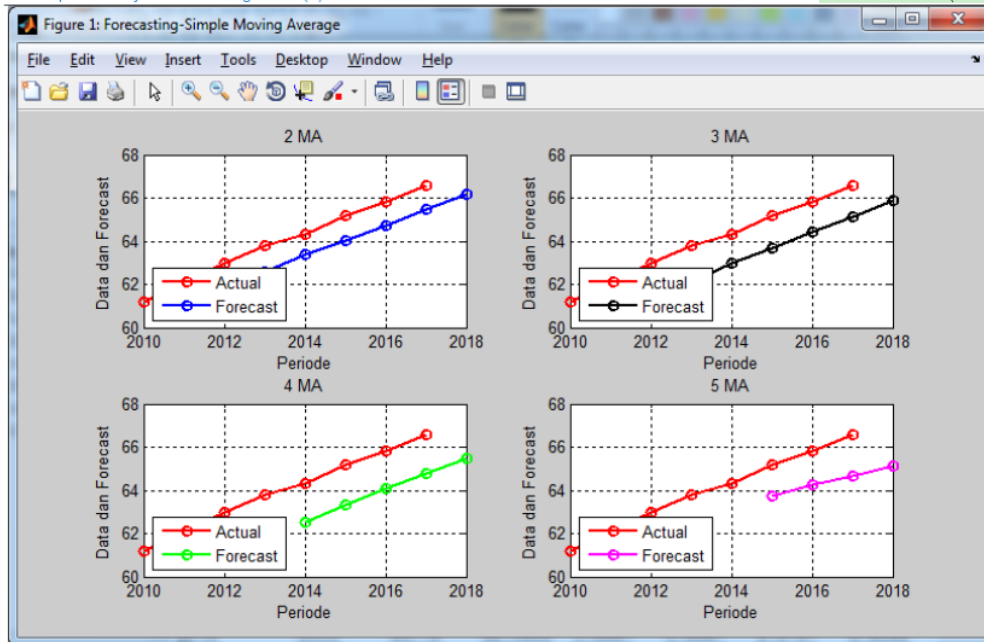 Figure 1: Forecasting-Simple Moving Average
File Edit View Insert Tools Desktop Window Help
2 MA
68
66
64
62
60
Data dan Forecast
Actual
Forecast
2010 2012 2014 2016 2018
Periode
3 MA
68
66
64
62
60
Data dan Forecast
Actual
Forecast
2010 2012 2014 2016 2018
Periode
4 MA
68
66
64
62
60
Data dan Forecast
Actual
Forecast
2010 2012 2014 2016 2018
Periode
5 MA
68
66
64
62
60
Data dan Forecast
Actual
Forecast
2010 2012 2014 2016 2018
Periode